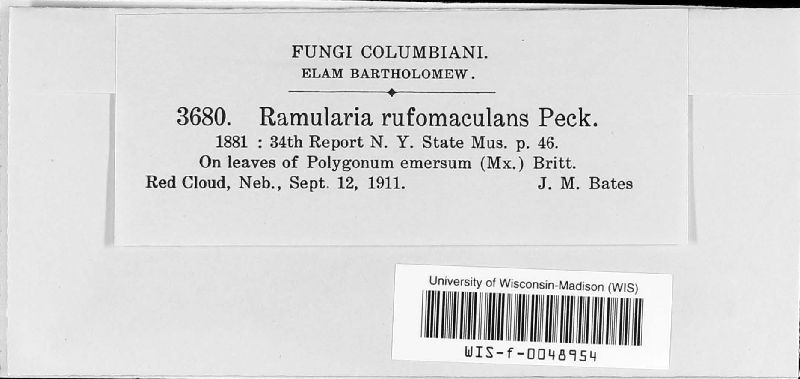 FUNGI COLUMBIANI.
ELAM BARTHOLOMEW.
3680. Ramularia rufomaculans Peck.
1881 : 34th Report N. Y. State Mus. p. 46.
On leaves of Polygonum emersum (Mx.) Britt.
Red Cloud, Neb., Sept. 12, 1911. J. M. Bates
University of Wisconsin-Madison (WIS)
WIS-f-0048954